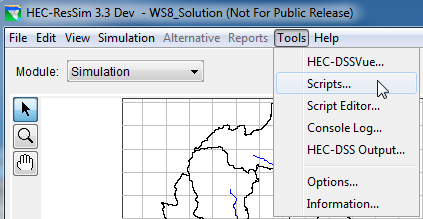 HEC-ResSim 3.3 Dev - WS8_Solution (Not For Public Release)
File Edit View Simulation Alternative Reports Tools Help
Module: Simulation
HEC-DSSVue...
Scripts...
Script Editor...
Console Log...
HEC-DSS Output...
Options...
Information...